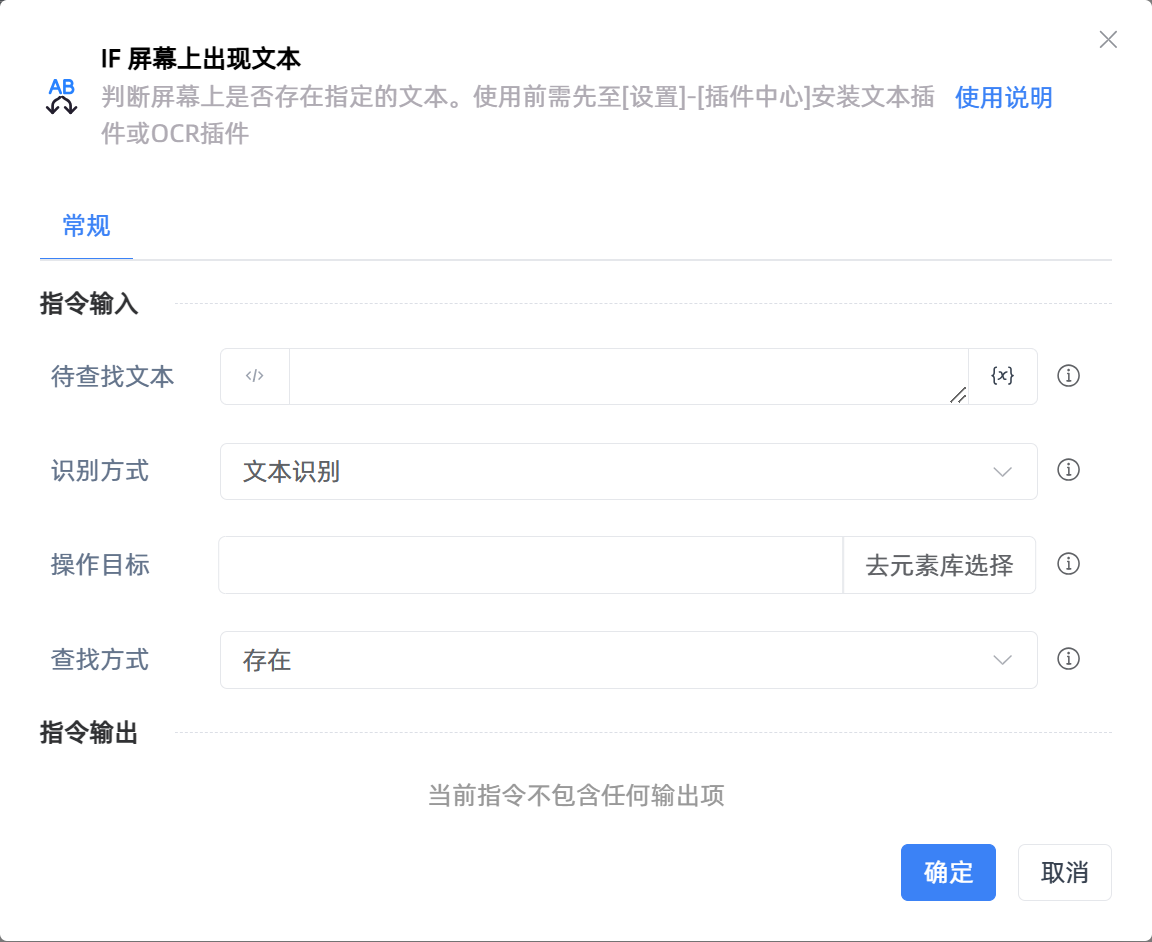 IF 屏幕上出现文本
AB
判断屏幕上是否存在指定的文本。使用前需先至[设置]-[插件中心]安装文本插
件或OCR插件
使用说明
常规
指令输入
待查找文本
</>
{x}
识别方式
文本识别
操作目标
去元素库选择
查找方式
存在
指令输出
当前指令不包含任何输出项
确定
取消